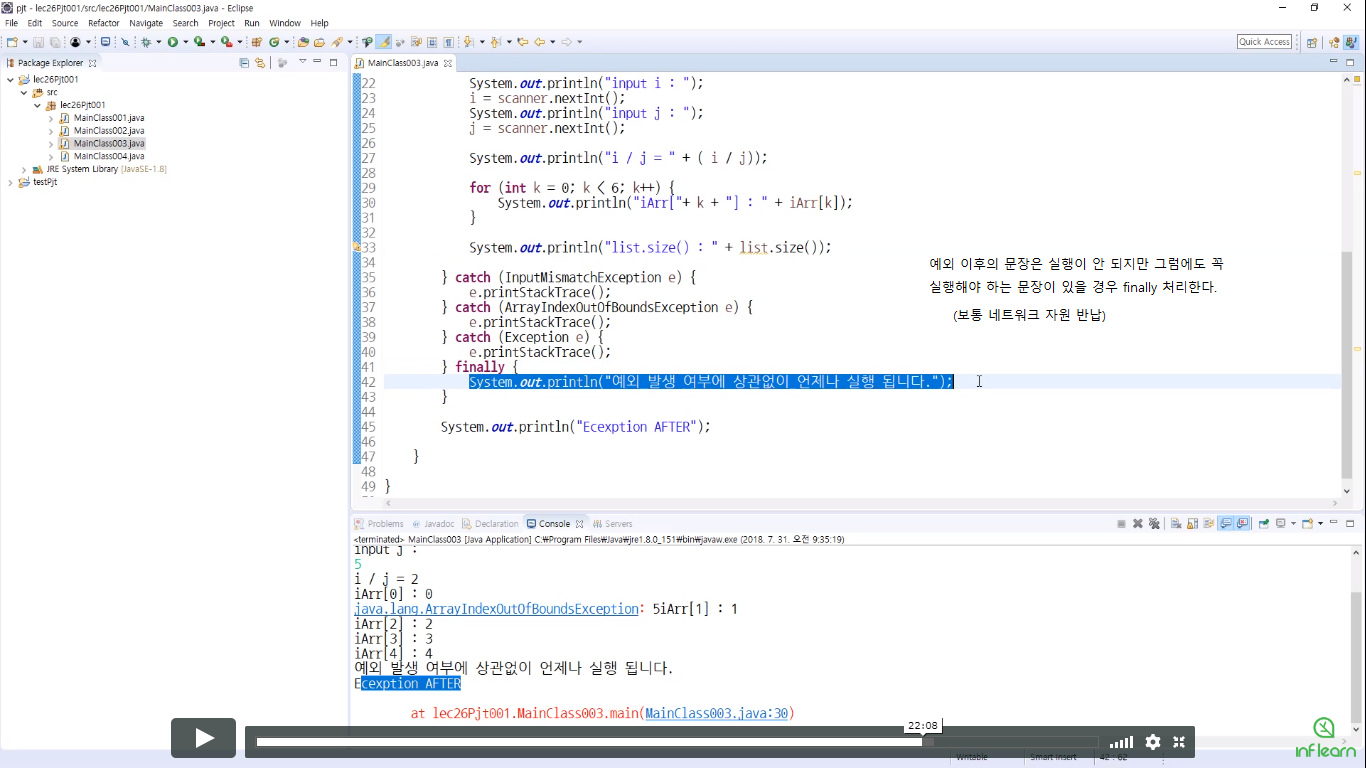 pjt - lec26Pjt001/src/lec26Pjt001/MainClass003.java - Eclipse
File Edit Source Refactor Navigate Search Project Run Window Help
Quick Access
Package Explorer
lec26Pjt001
src
lec26Pjt001
MainClass001.java
MainClass002.java
MainClass003.java
MainClass004.java
JRE System Library [JavaSE-1.8]
testPjt
MainClass003.java
22 System.out.println("input i : ");
23 i = scanner.nextInt();
24 System.out.println("input j : ");
25 j = scanner.nextInt();
26
27 System.out.println("i / j = " + ( i / j));
28
29 for (int k = 0; k < 6; k++) {
30 System.out.println("iArr["+ k + "] : " + iArr[k]);
31 }
32
33 System.out.println("list.size() : " + list.size());
34
35 } catch (InputMismatchException e) {
36 e.printStackTrace();
37 } catch (ArrayIndexOutOfBoundsException e) {
38 e.printStackTrace();
39 } catch (Exception e) {
40 e.printStackTrace();
41 } finally {
42 System.out.println("예외 발생 여부에 상관없이 언제나 실행 됩니다.");
43 }
44
45 System.out.println("Ecexption AFTER");
46
47 }
48
49 }
예외 이후의 문장은 실행이 안 되지만 그럼에도 꼭
실행해야 하는 문장이 있을 경우 finally 처리한다.
(보통 네트워크 자원 반납)
Problems Javadoc Declaration Console Servers
<terminated> MainClass003 [Java Application] C:₩Program Files₩Java₩jre1.8.0_151₩bin₩javaw.exe (2018. 7. 31. 오전 9:35:19)
input j :
5
i / j = 2
iArr[0] : 0
java.lang.ArrayIndexOutOfBoundsException: 5iArr[1] : 1
iArr[2] : 2
iArr[3] : 3
iArr[4] : 4
예외 발생 여부에 상관없이 언제나 실행 됩니다.
Ecexption AFTER
at lec26Pjt001.MainClass003.main(MainClass003.java:30)
22:08
inflearn
Writable Smart Insert 42 : 62